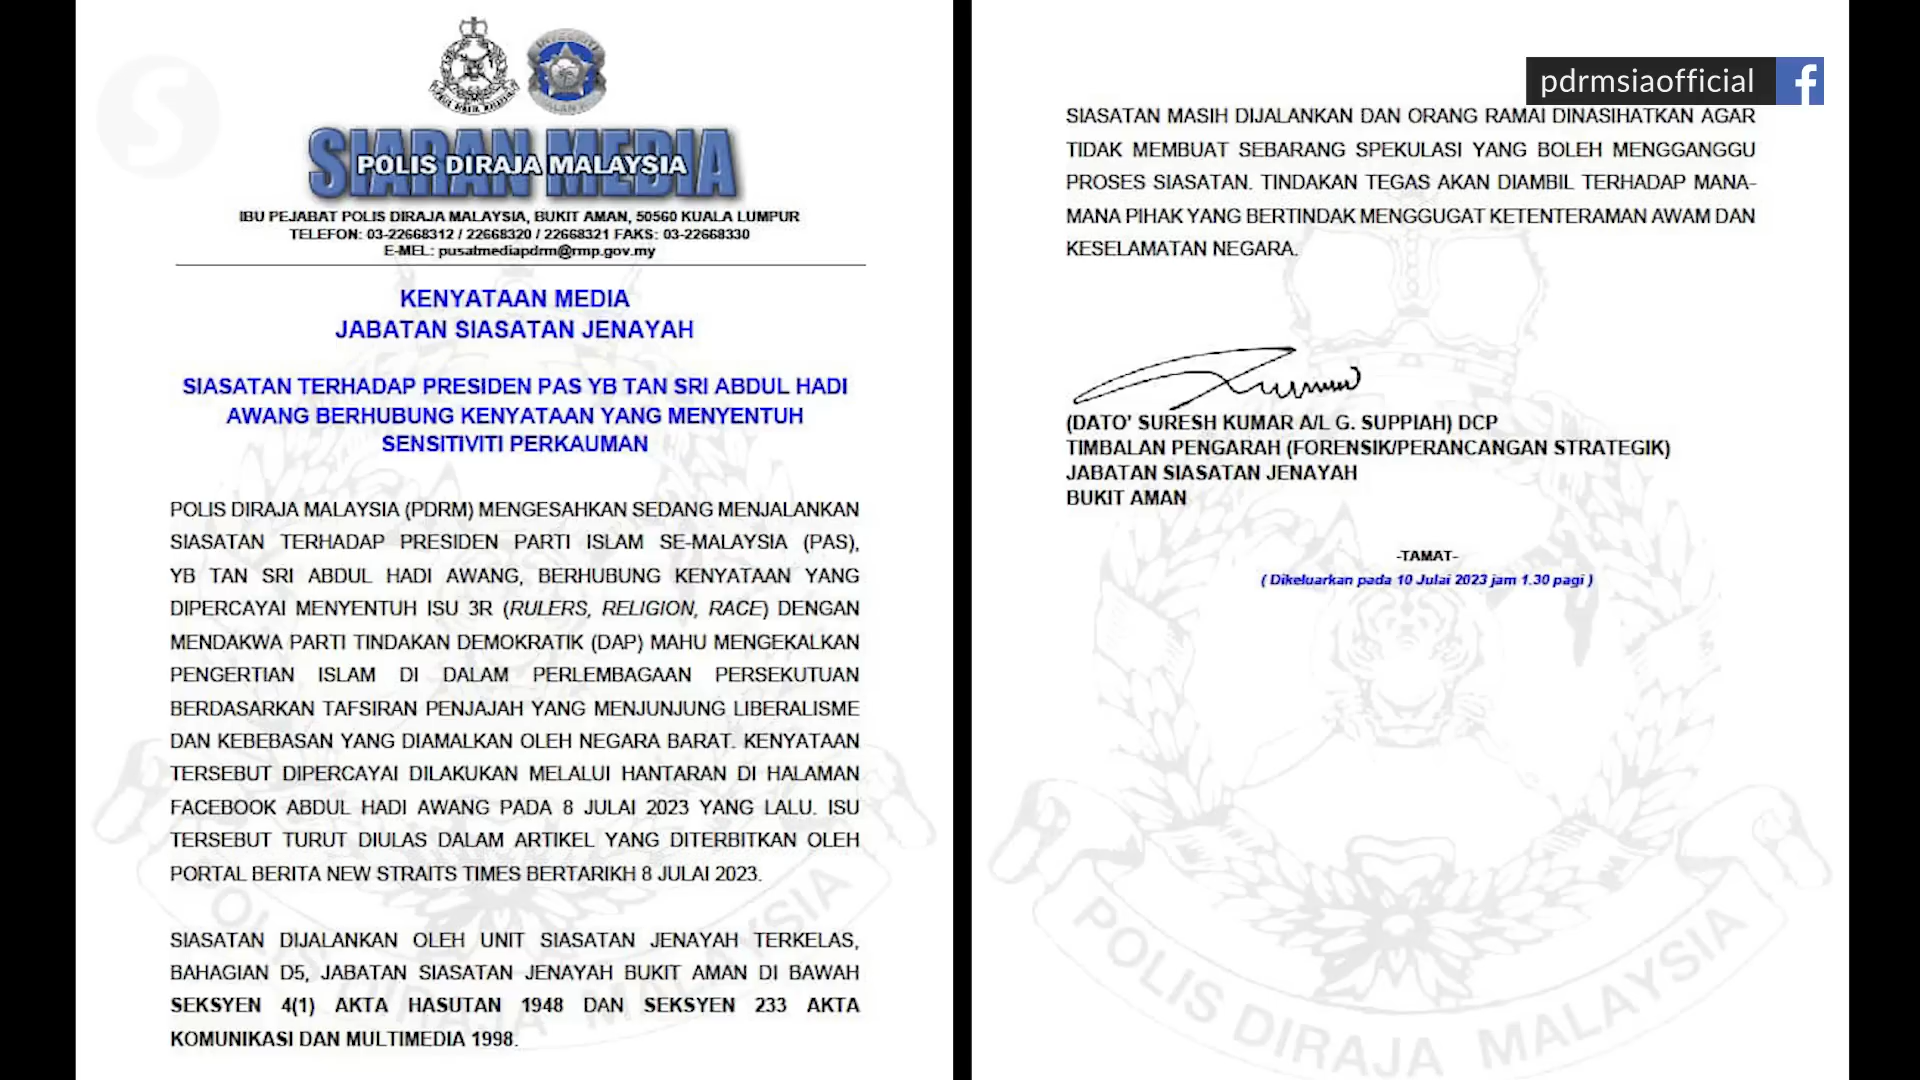 POLIS DIRAJA MALAYSIA
SIARAN MEDIA
POLIS DIRAJA MALAYSIA
IBU PEJABAT POLIS DIRAJA MALAYSIA, BUKIT AMAN, 50560 KUALA LUMPUR
TELEFON: 03-22668312 / 22668320 / 22668321 FAKS: 03-22668330
E-MEL: pusatmediapdrm@rmp.gov.my
KENYATAAN MEDIA
JABATAN SIASATAN JENAYAH
SIASATAN TERHADAP PRESIDEN PAS YB TAN SRI ABDUL HADI
AWANG BERHUBUNG KENYATAAN YANG MENYENTUH
SENSITIVITI PERKAUMAN
POLIS DIRAJA MALAYSIA (PDRM) MENGESAHKAN SEDANG MENJALANKAN
SIASATAN TERHADAP PRESIDEN PARTI ISLAM SE-MALAYSIA (PAS),
YB TAN SRI ABDUL HADI AWANG, BERHUBUNG KENYATAAN YANG
DIPERCAYAI MENYENTUH ISU 3R (RULERS, RELIGION, RACE) DENGAN
MENDAKWA PARTI TINDAKAN DEMOKRATIK (DAP) MAHU MENGEKALKAN
PENGERTIAN ISLAM DI DALAM PERLEMBAGAAN PERSEKUTUAN
BERDASARKAN TAFSIRAN PENJAJAH YANG MENJUNJUNG LIBERALISME
DAN KEBEBASAN YANG DIAMALKAN OLEH NEGARA BARAT. KENYATAAN
TERSEBUT DIPERCAYAI DILAKUKAN MELALUI HANTARAN DI HALAMAN
FACEBOOK ABDUL HADI AWANG PADA 8 JULAI 2023 YANG LALU. ISU
TERSEBUT TURUT DIULAS DALAM ARTIKEL YANG DITERBITKAN OLEH
PORTAL BERITA NEW STRAITS TIMES BERTARIKH 8 JULAI 2023.
SIASATAN DIJALANKAN OLEH UNIT SIASATAN JENAYAH TERKELAS,
BAHAGIAN D5, JABATAN SIASATAN JENAYAH BUKIT AMAN DI BAWAH
SEKSYEN 4(1) AKTA HASUTAN 1948 DAN SEKSYEN 233 AKTA
KOMUNIKASI DAN MULTIMEDIA 1998.
pdrmsiaofficial
SIASATAN MASIH DIJALANKAN DAN ORANG RAMAI DINASIHATKAN AGAR
TIDAK MEMBUAT SEBARANG SPEKULASI YANG BOLEH MENGGANGGU
PROSES SIASATAN. TINDAKAN TEGAS AKAN DIAMBIL TERHADAP MANA-
MANA PIHAK YANG BERTINDAK MENGGUGAT KETENTERAMAN AWAM DAN
KESELAMATAN NEGARA.
(DATO' SURESH KUMAR A/L G. SUPPIAH) DCP
TIMBALAN PENGARAH (FORENSIK/PERANCANGAN STRATEGIK)
JABATAN SIASATAN JENAYAH
BUKIT AMAN
-TAMAT-
( Dikeluarkan pada 10 Julai 2023 jam 1.30 pagi )
POLIS DIRAJA MALAYSIA